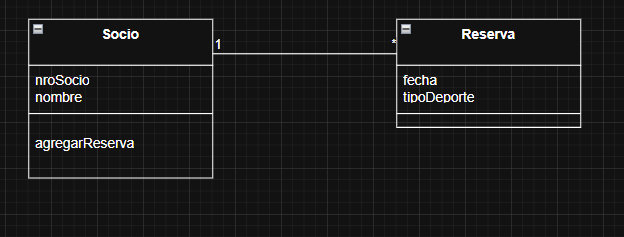 Socio
nroSocio
nombre
agregarReserva
1
*
Reserva
fecha
tipoDeporte